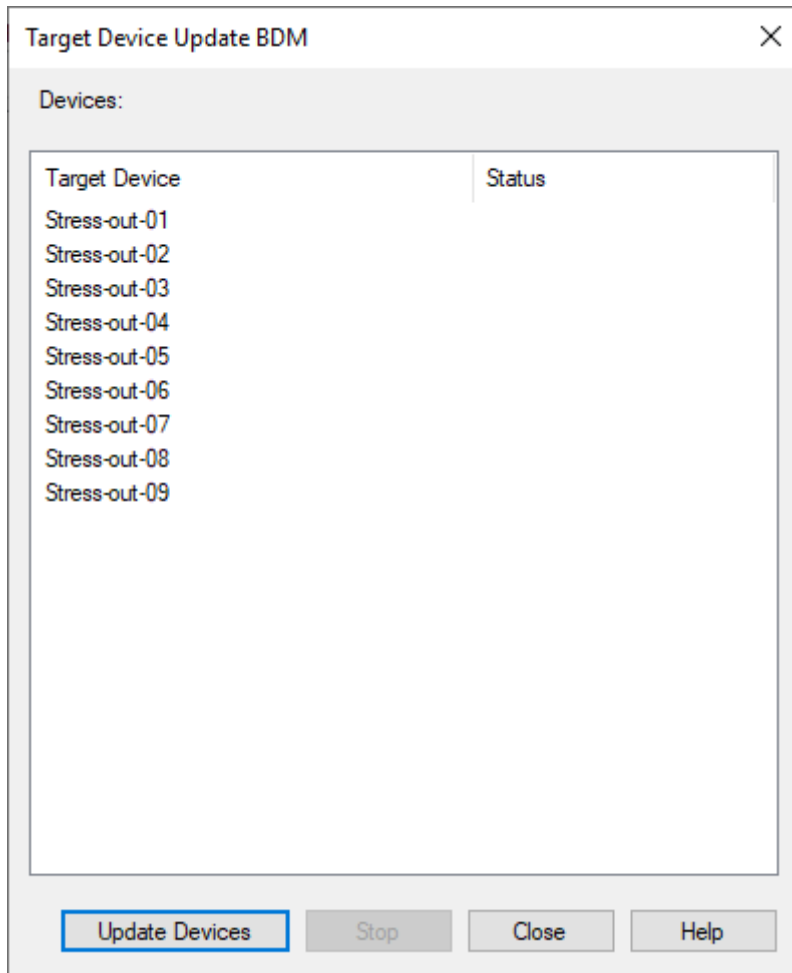 Target Device Update BDM
Devices:
Target Device Status
Stress-out-01
Stress-out-02
Stress-out-03
Stress-out-04
Stress-out-05
Stress-out-06
Stress-out-07
Stress-out-08
Stress-out-09
Update Devices Stop Close Help